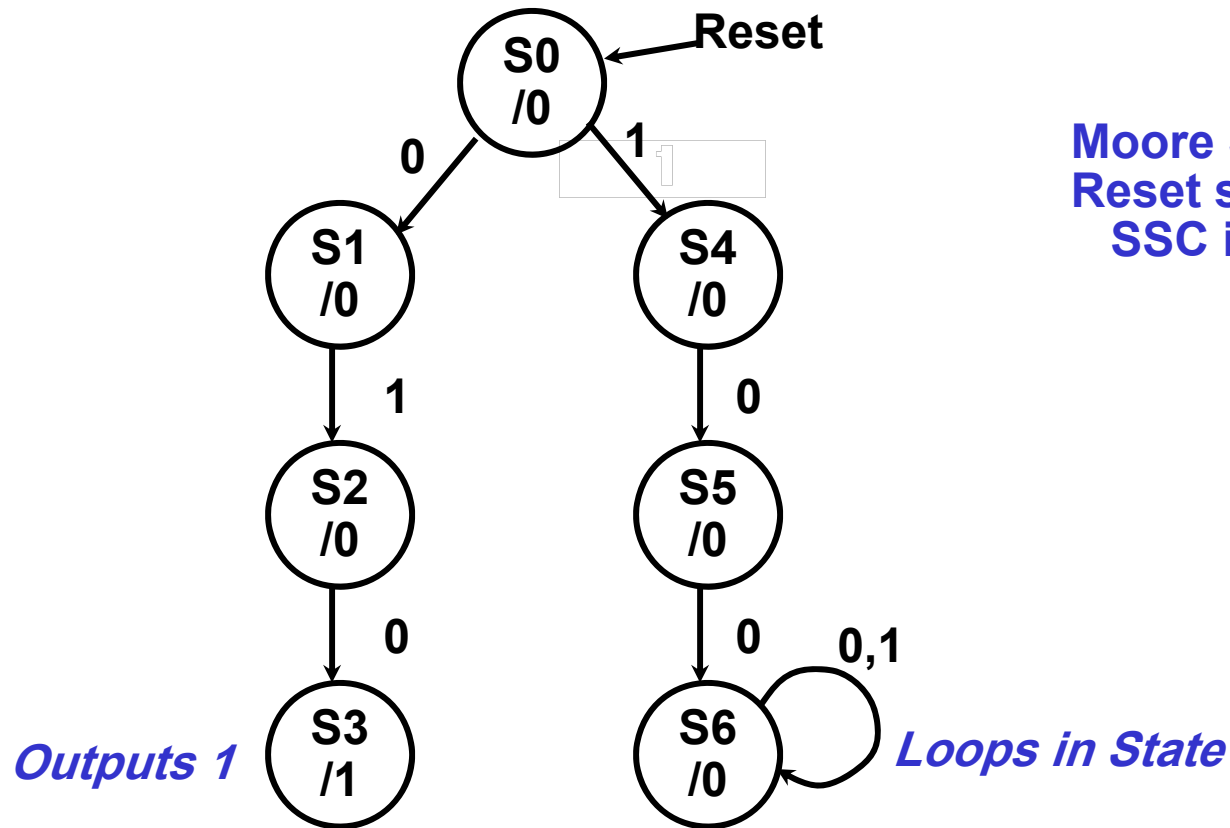 Reset
S0
/0
0
1
1
Moore
Reset
SSC
S1
/0
S4
/0
1
0
S2
/0
S5
/0
0
0
0,1
Outputs 1
S3
/1
S6
/0
Loops in State